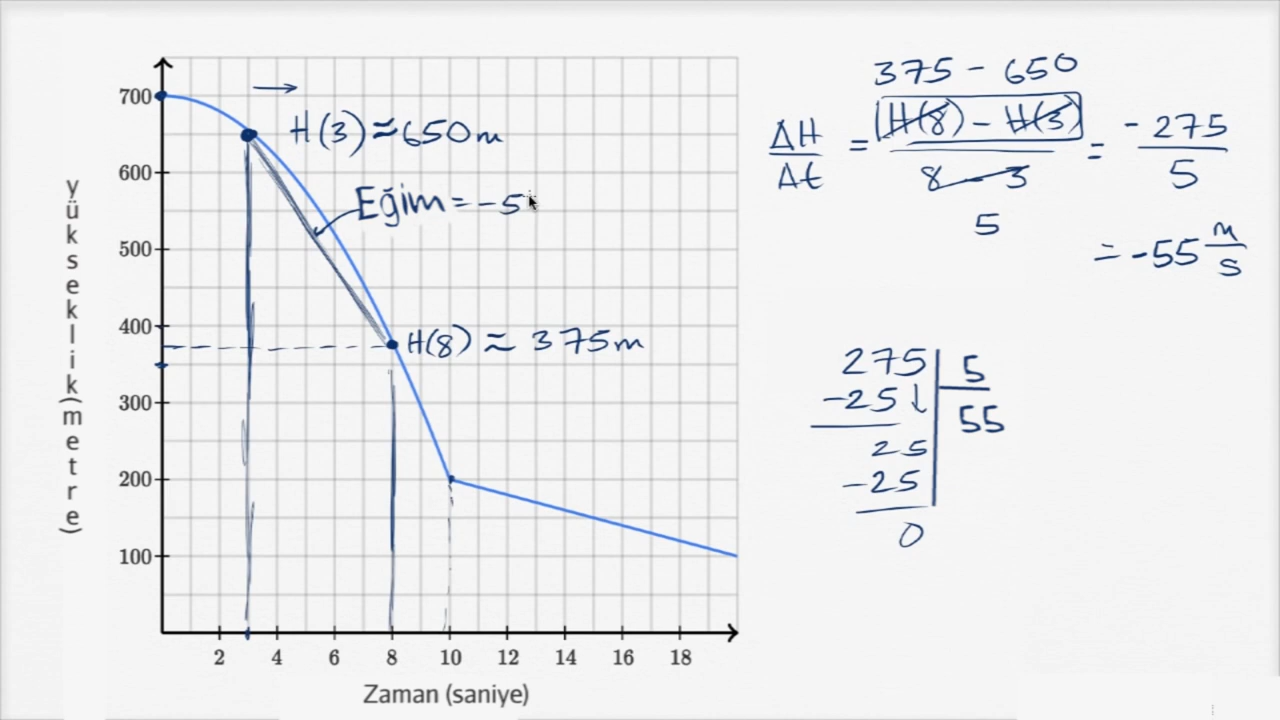 yükseklik(metre)
700
600
500
400
300
200
100
2 4 6 8 10 12 14 16 18
Zaman (saniye)
H(3)≈650m
Eğim=-5
H(8) ≈ 375m
375 - 650
ΔH/Δt = H(8) - H(3) / 8 - 3 = -275/5
5
= -55 m/s
275 | 5
-25↓ | 55
25
-25
0